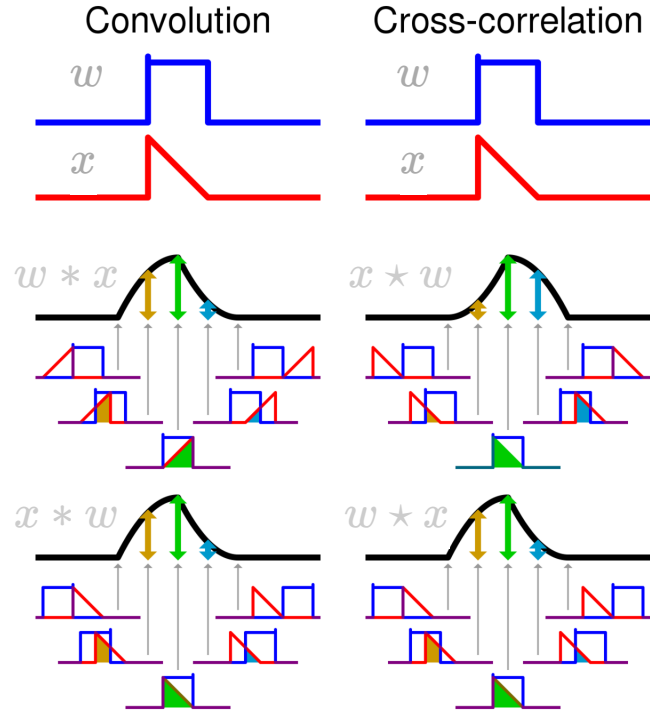 Convolution Cross-correlation
w w
x x
w * x x ⋆ w
x * w w ⋆ x